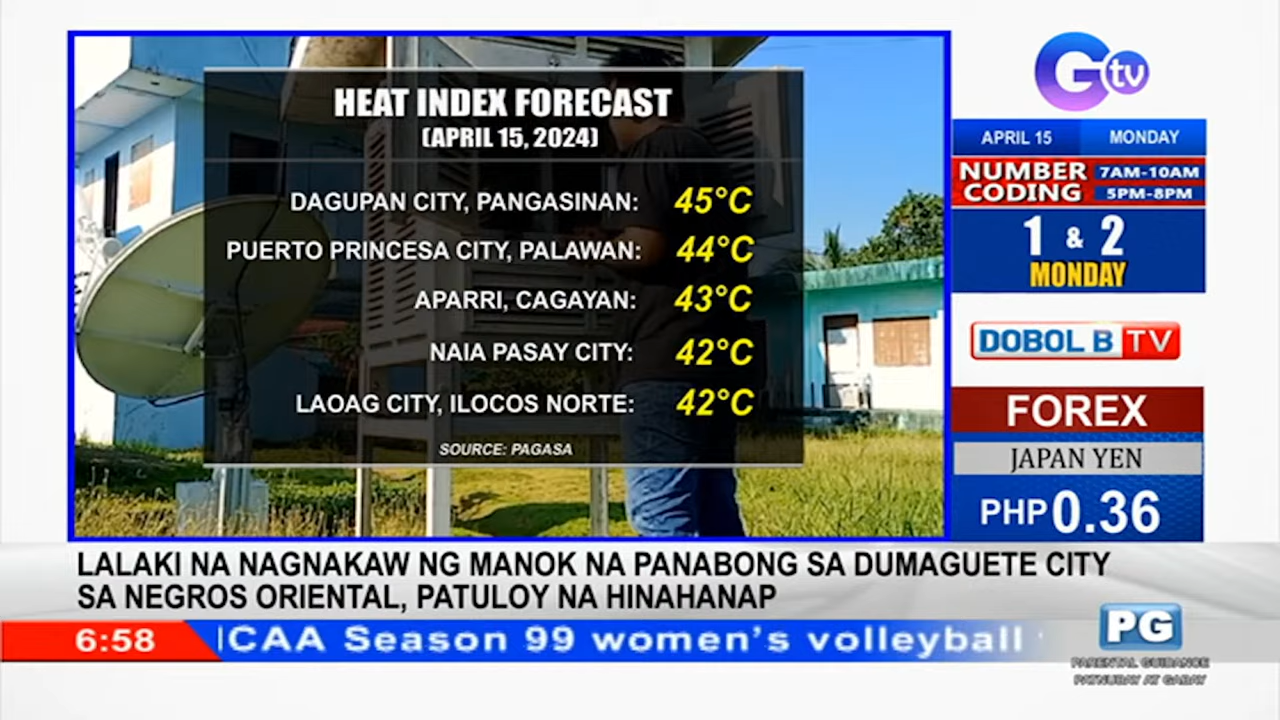 HEAT INDEX FORECAST
(APRIL 15, 2024)
DAGUPAN CITY, PANGASINAN: 45°C
PUERTO PRINCESA CITY, PALAWAN: 44°C
APARRI, CAGAYAN: 43°C
NAIA PASAY CITY: 42°C
LAOAG CITY, ILOCOS NORTE: 42°C
SOURCE: PAGASA
Gtv
APRIL 15 MONDAY
NUMBER CODING 7AM-10AM
5PM-8PM
1 & 2
MONDAY
DOBOL B TV
FOREX
JAPAN YEN
PHP 0.36
LALAKI NA NAGNAKAW NG MANOK NA PANABONG SA DUMAGUETE CITY
SA NEGROS ORIENTAL, PATULOY NA HINAHANAP
6:58 CAA Season 99 women's volleyball
PG
PARENTAL GUIDANCE
PATNUBAY AT GABAY